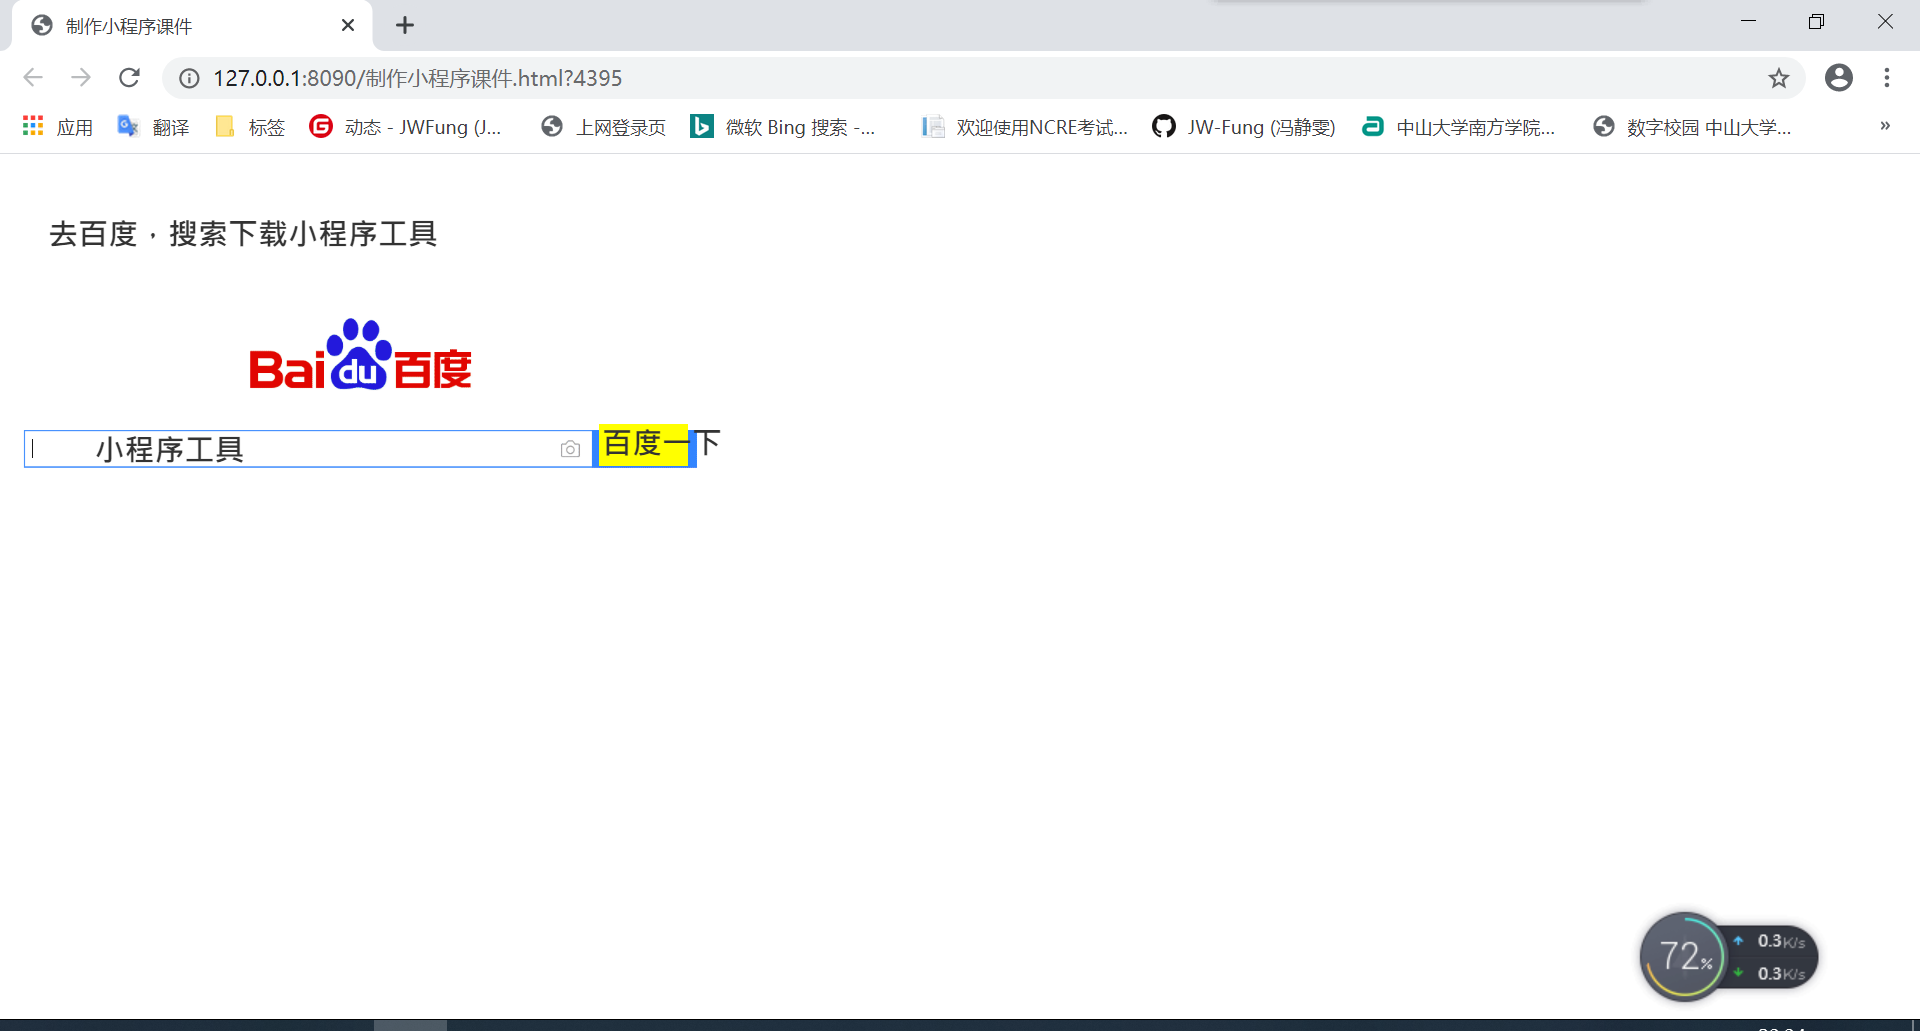 制作小程序课件
127.0.0.1:8090/制作小程序课件.html?4395
应用 翻译 标签 动态 - JWFung (J... 上网登录页 微软 Bing 搜索 -... 欢迎使用NCRE考试... JW-Fung (冯静雯) 中山大学南方学院... 数字校园 中山大学... »
去百度，搜索下载小程序工具
Bai du 百度
小程序工具 百度一下
72% 0.3K/s
0.3K/s